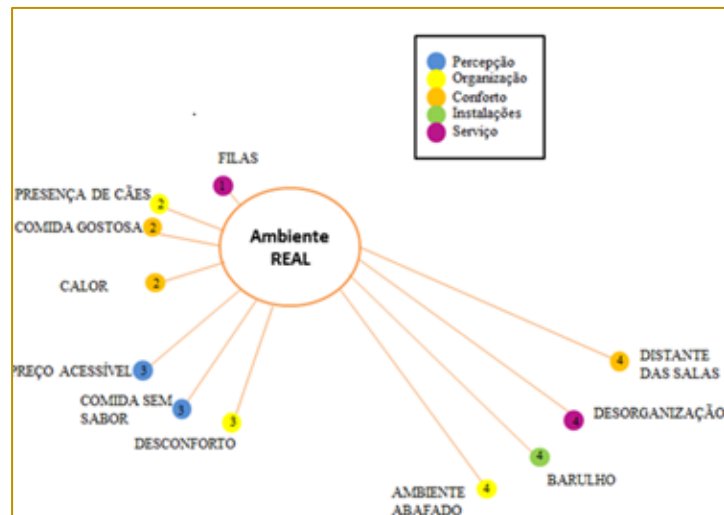 Percepção
Organização
Conforto
Instalações
Serviço
FILAS
1
PRESENÇA DE CÃES
2
COMIDA GOSTOSA
2
Ambiente
REAL
CALOR
2
PREÇO ACESSÍVEL
3
COMIDA SEM
SABOR
3
DESCONFORTO
3
4
DISTANTE
DAS SALAS
4
DESORGANIZAÇÃO
4
BARULHO
AMBIENTE
ABAFADO
4